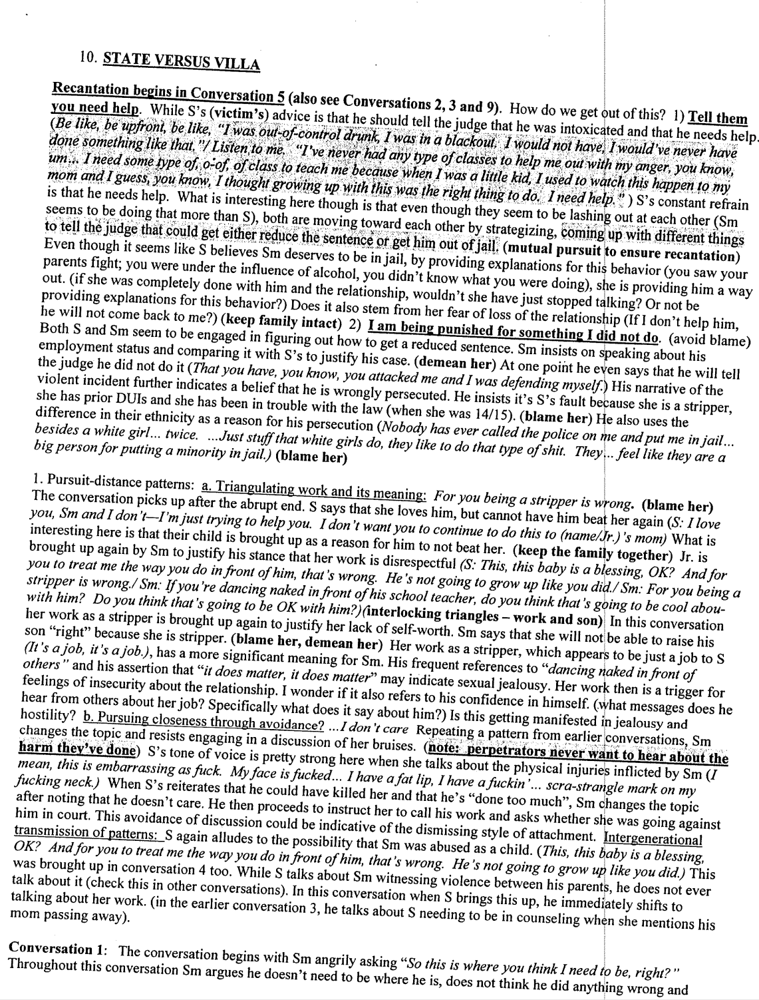 10. STATE VERSUS VILLA
Recantation begins in Conversation 5 (also see Conversations 2, 3 and 9). How do we get out of this? 1) Tell them
you need help. While S's (victim's) advice is that he should tell the judge that he was intoxicated and that he needs help.
(Be like, be upfront, be like, "I was out-of-control drunk, I was in a blackout. I would not have, I would've never have
done something like that."/ Listen to me. "I've never had any type of classes to help me out with my anger, you know,
um... I need some type of, o-of, of class to teach me because when I was a little kid, I used to watch this happen to my
mom and I guess, you know, I thought growing up with this was the right thing to do. I need help." ) S's constant refrain
is that he needs help. What is interesting here though is that even though they seem to be lashing out at each other (Sm
seems to be doing that more than S), both are moving toward each other by strategizing, coming up with different things
to tell the judge that could get either reduce the sentence or get him out of jail. (mutual pursuit to ensure recantation)
Even though it seems like S believes Sm deserves to be in jail, by providing explanations for this behavior (you saw your
parents fight; you were under the influence of alcohol, you didn't know what you were doing), she is providing him a way
out. (if she was completely done with him and the relationship, wouldn't she have just stopped talking? Or not be
providing explanations for this behavior?) Does it also stem from her fear of loss of the relationship (If I don't help him,
he will not come back to me?) (keep family intact) 2) I am being punished for something I did not do. (avoid blame)
Both S and Sm seem to be engaged in figuring out how to get a reduced sentence. Sm insists on speaking about his
employment status and comparing it with S's to justify his case. (demean her) At one point he even says that he will tell
the judge he did not do it (That you have, you know, you attacked me and I was defending myself.) His narrative of the
violent incident further indicates a belief that he is wrongly persecuted. He insists it's S's fault because she is a stripper,
she has prior DUIs and she has been in trouble with the law (when she was 14/15). (blame her) He also uses the
difference in their ethnicity as a reason for his persecution (Nobody has ever called the police on me and put me in jail...
besides a white girl... twice. ...Just stuff that white girls do, they like to do that type of shit. They... feel like they are a
big person for putting a minority in jail.) (blame her)
1. Pursuit-distance patterns: a. Triangulating work and its meaning: For you being a stripper is wrong. (blame her)
The conversation picks up after the abrupt end. S says that she loves him, but cannot have him beat her again (S: I love
you, Sm and I don't—I'm just trying to help you. I don't want you to continue to do this to (name/Jr.)'s mom) What is
interesting here is that their child is brought up as a reason for him to not beat her. (keep the family together) Jr. is
brought up again by Sm to justify his stance that her work is disrespectful (S: This, this baby is a blessing, OK? And for
you to treat me the way you do in front of him, that's wrong. He's not going to grow up like you did./ Sm: For you being a
stripper is wrong./ Sm: If you're dancing naked in front of his school teacher, do you think that's going to be cool abou-
with him? Do you think that's going to be OK with him?)(interlocking triangles – work and son) In this conversation
her work as a stripper is brought up again to justify her lack of self-worth. Sm says that she will not be able to raise his
son "right" because she is stripper. (blame her, demean her) Her work as a stripper, which appears to be just a job to S
(It's a job, it's a job.), has a more significant meaning for Sm. His frequent references to "dancing naked in front of
others" and his assertion that "it does matter, it does matter" may indicate sexual jealousy. Her work then is a trigger for
feelings of insecurity about the relationship. I wonder if it also refers to his confidence in himself. (what messages does he
hear from others about her job? Specifically what does it say about him?) Is this getting manifested in jealousy and
hostility? b. Pursuing closeness through avoidance? ...I don't care Repeating a pattern from earlier conversations, Sm
changes the topic and resists engaging in a discussion of her bruises. (note: perpetrators never want to hear about the
harm they've done) S's tone of voice is pretty strong here when she talks about the physical injuries inflicted by Sm (I
mean, this is embarrassing as fuck. My face is fucked... I have a fat lip, I have a fuckin'... scra-strangle mark on my
fucking neck.) When S's reiterates that he could have killed her and that he's "done too much", Sm changes the topic
after noting that he doesn't care. He then proceeds to instruct her to call his work and asks whether she was going against
him in court. This avoidance of discussion could be indicative of the dismissing style of attachment. Intergenerational
transmission of patterns: S again alludes to the possibility that Sm was abused as a child. (This, this baby is a blessing,
OK? And for you to treat me the way you do in front of him, that's wrong. He's not going to grow up like you did.) This
was brought up in conversation 4 too. While S talks about Sm witnessing violence between his parents, he does not ever
talk about it (check this in other conversations). In this conversation when S brings this up, he immediately shifts to
talking about her work. (in the earlier conversation 3, he talks about S needing to be in counseling when she mentions his
mom passing away).
Conversation 1: The conversation begins with Sm angrily asking "So this is where you think I need to be, right?"
Throughout this conversation Sm argues he doesn't need to be where he is, does not think he did anything wrong and